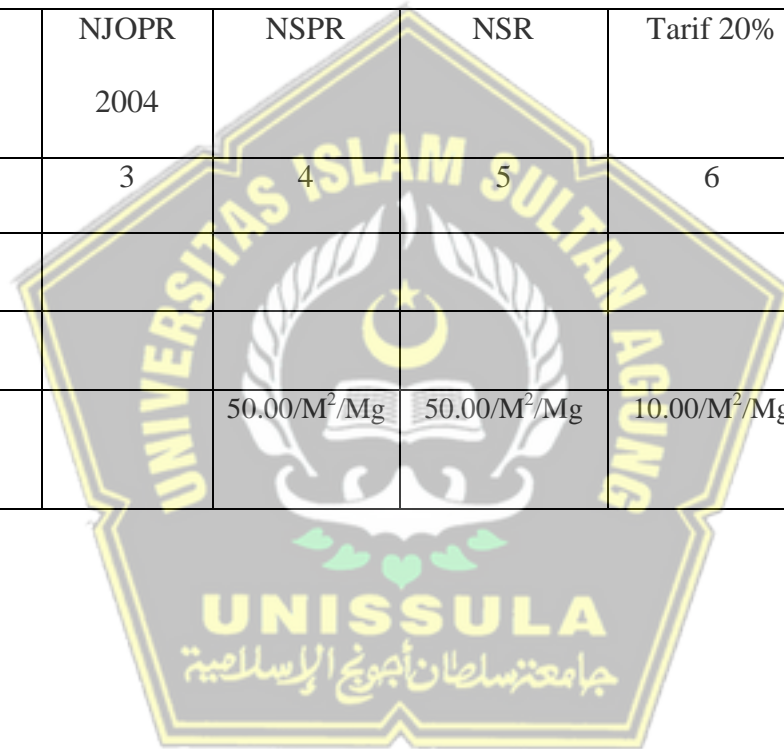 NJOPR NSPR NSR Tarif 20%
2004
3 4 5 6
50.00/M²/Mg 50.00/M²/Mg 10.00/M²/Mg
UNIVERSITAS ISLAM SULTAN AGUNG
UNISSULA
جامعة سلطان أجونج الإسلامية